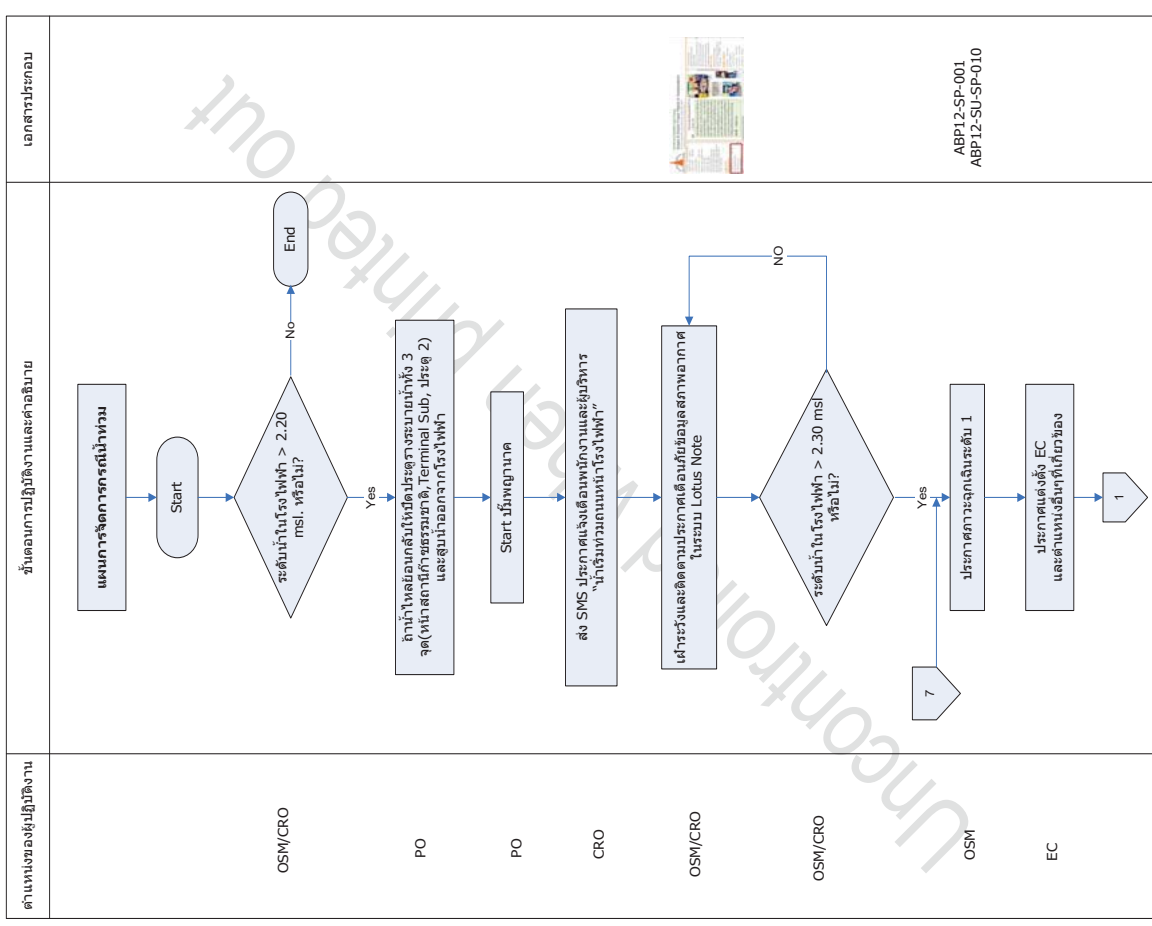 ตำแหน่งของผู้ปฏิบัติงาน
ขั้นตอนการปฏิบัติงานและคำอธิบาย
เอกสารประกอบ
แผนการจัดการกรณีน้ำท่วม
Start
OSM/CRO
ระดับน้ำในโรงไฟฟ้า > 2.20
msl. หรือไม่?
No
End
Yes
PO
ถ้าน้ำไหลย้อนกลับให้ปิดประตูรางระบายน้ำทั้ง 3
จุด(หน้าสถานีก๊าซธรรมชาติ,Terminal Sub, ประตู 2)
และสูบน้ำออกจากโรงไฟฟ้า
PO
Start ปั๊มพญานาค
CRO
ส่ง SMS ประกาศแจ้งเตือนพนักงานและผู้บริหาร
"น้ำเริ่มท่วมถนนหน้าโรงไฟฟ้า"
OSM/CRO
เฝ้าระวังและติดตามประกาศเตือนภัยข้อมูลสภาพอากาศ
ในระบบ Lotus Note
OSM/CRO
ระดับน้ำในโรงไฟฟ้า > 2.30 msl
หรือไม่?
NO
Yes
7
OSM
ประกาศภาวะฉุกเฉินระดับ 1
ABP12-SP-001
ABP12-SU-SP-010
EC
ประกาศแต่งตั้ง EC
และตำแหน่งอื่นๆที่เกี่ยวข้อง
1
Uncontrolled when printed out